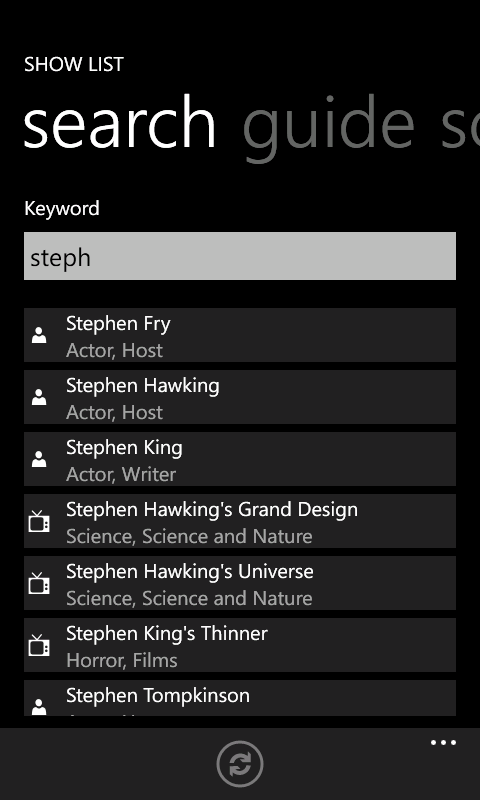 SHOW LIST
search guide
Keyword
steph
Stephen Fry
Actor, Host
Stephen Hawking
Actor, Host
Stephen King
Actor, Writer
Stephen Hawking's Grand Design
Science, Science and Nature
Stephen Hawking's Universe
Science, Science and Nature
Stephen King's Thinner
Horror, Films
Stephen Tompkinson